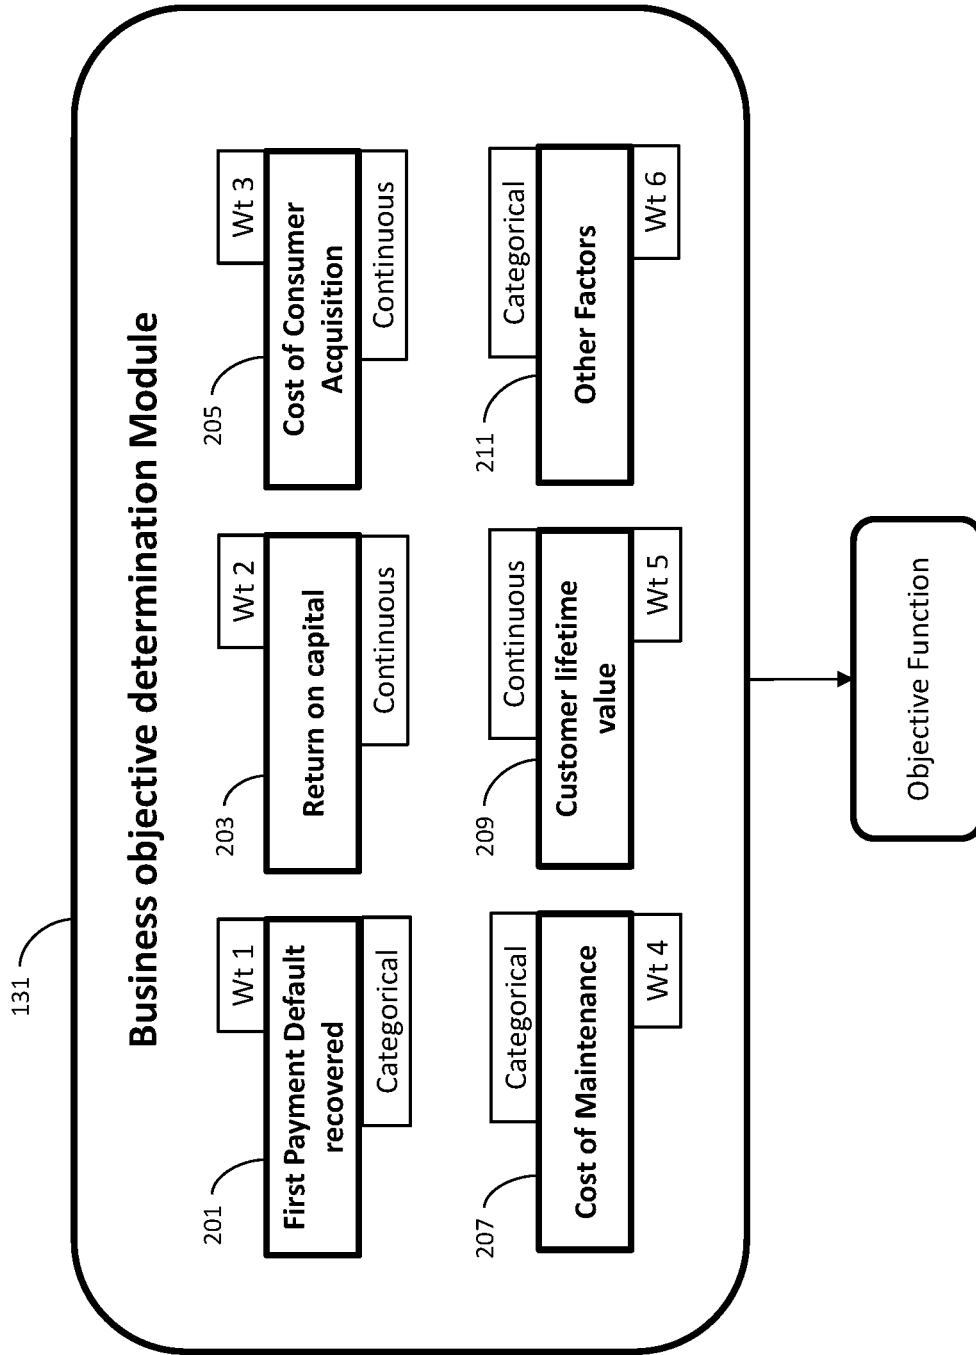 131
Business objective determination Module
201
Wt 1
First Payment Default
recovered
Categorical
203
Wt 2
Return on capital
Continuous
205
Wt 3
Cost of Consumer
Acquisition
Continuous
207
Categorical
Cost of Maintenance
Wt 4
209
Continuous
Customer lifetime
value
Wt 5
211
Categorical
Other Factors
Wt 6
Objective Function